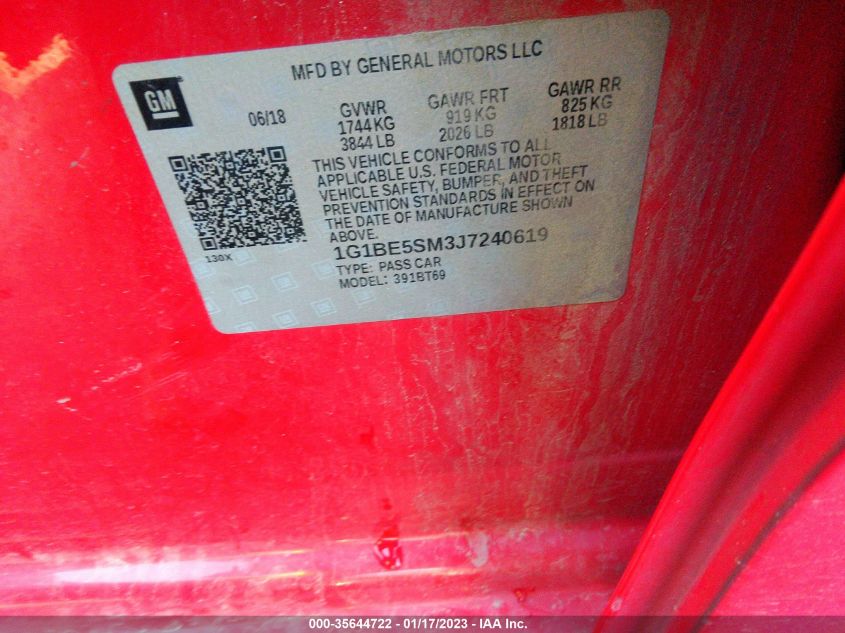 MFD BY GENERAL MOTORS LLC
GM
06/18
GVWR
1744 KG
3844 LB
GAWR FRT
919 KG
2026 LB
GAWR RR
825 KG
1818 LB
THIS VEHICLE CONFORMS TO ALL
APPLICABLE U.S. FEDERAL MOTOR
VEHICLE SAFETY, BUMPER, AND THEFT
PREVENTION STANDARDS IN EFFECT ON
THE DATE OF MANUFACTURE SHOWN
ABOVE.
130X
1G1BE5SM3J7240619
TYPE: PASS CAR
MODEL: 391BT69
000-35644722 - 01/17/2023 - IAA Inc.